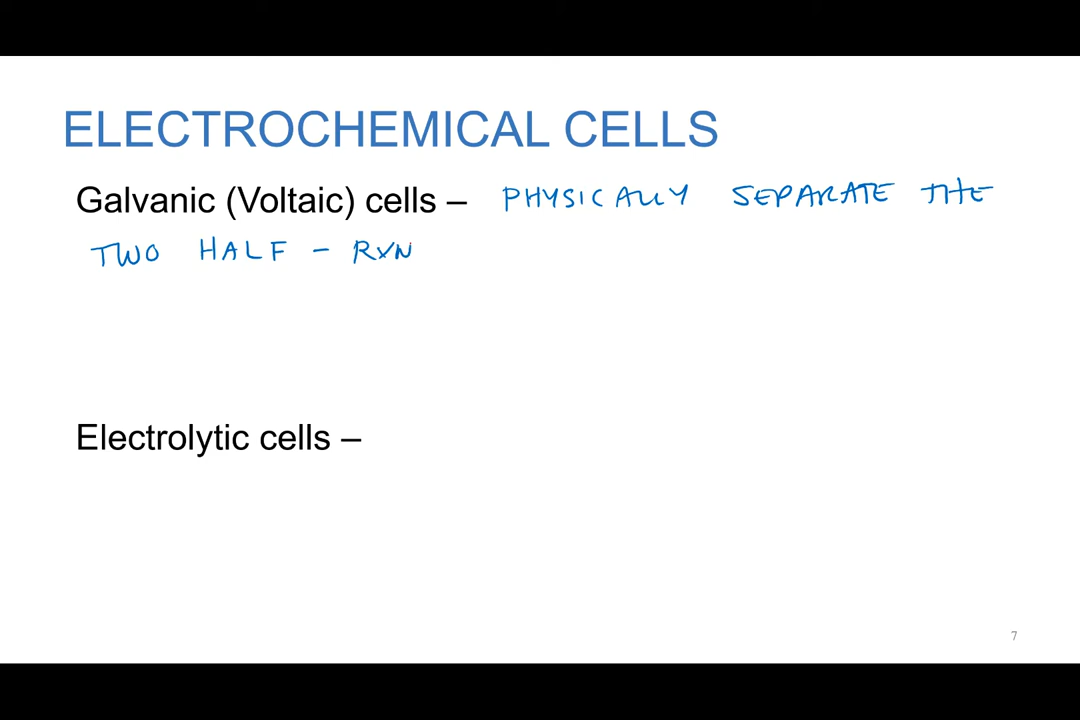 ELECTROCHEMICAL CELLS
Galvanic (Voltaic) cells – PHYSICALLY SEPARATE THE
TWO HALF - RXN
Electrolytic cells –
7